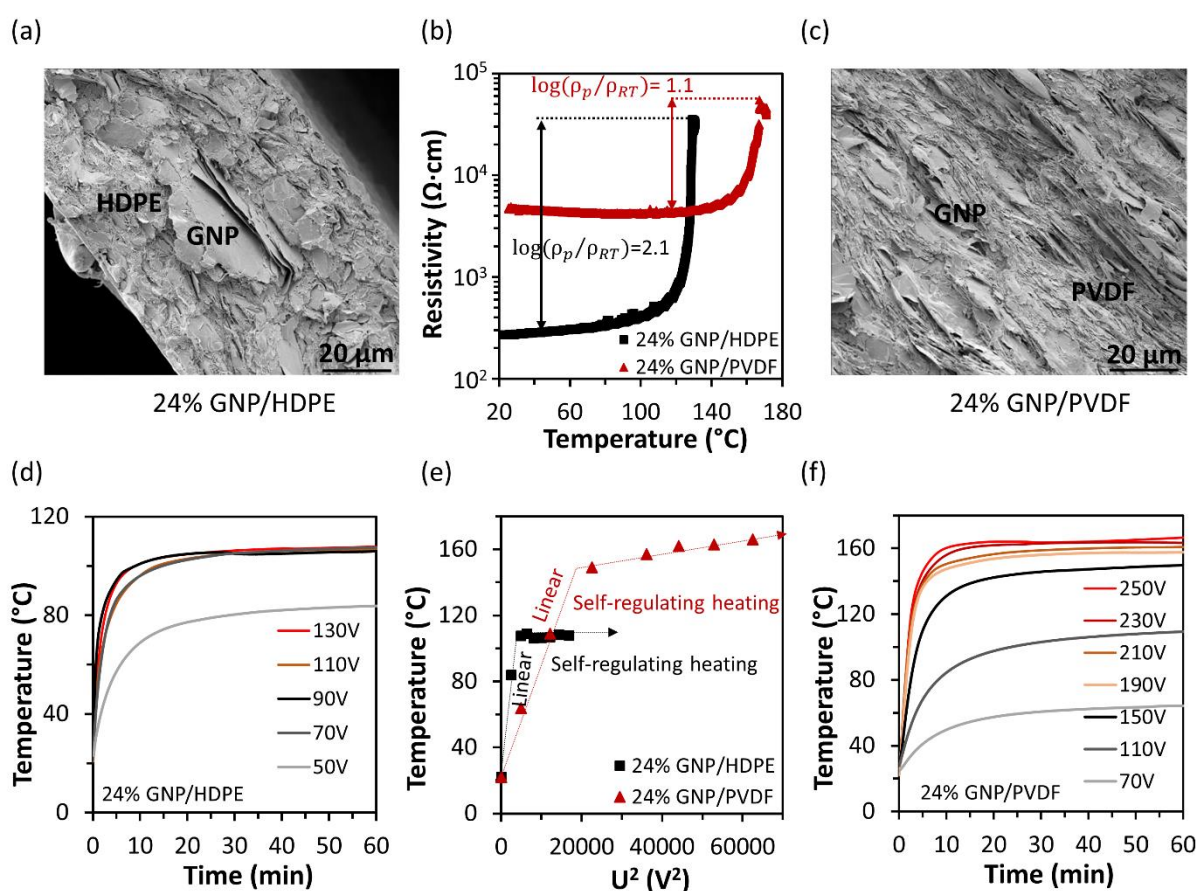 (a)
HDPE
GNP
20 μm
24% GNP/HDPE
(b)
log(ρp/ρRT)= 1.1
log(ρp/ρRT)=2.1
24% GNP/HDPE
24% GNP/PVDF
10⁵
10⁴
10³
10²
Resistivity (Ω·cm)
20 60 100 140 180
Temperature (°C)
(c)
GNP
PVDF
20 μm
24% GNP/PVDF
(d)
120
80
40
0
Temperature (°C)
130V
110V
90V
70V
50V
24% GNP/HDPE
0 10 20 30 40 50 60
Time (min)
(e)
160
120
80
40
0
Temperature (°C)
Linear
Self-regulating heating
Linear
Self-regulating heating
24% GNP/HDPE
24% GNP/PVDF
0 20000 40000 60000
U² (V²)
(f)
160
120
80
40
0
Temperature (°C)
250V
230V
210V
190V
150V
110V
70V
24% GNP/PVDF
0 10 20 30 40 50 60
Time (min)